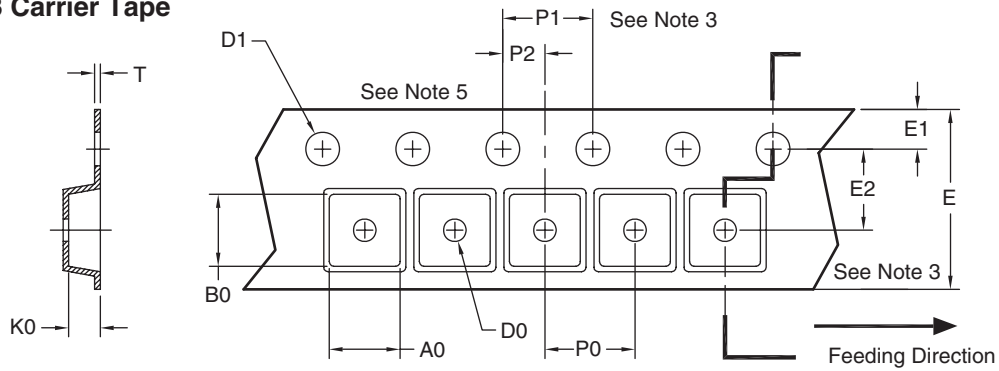 Carrier Tape
P1
See Note 3
D1
P2
T
See Note 5
E1
E2
E
See Note 3
B0
K0
D0
A0
P0
Feeding Direction